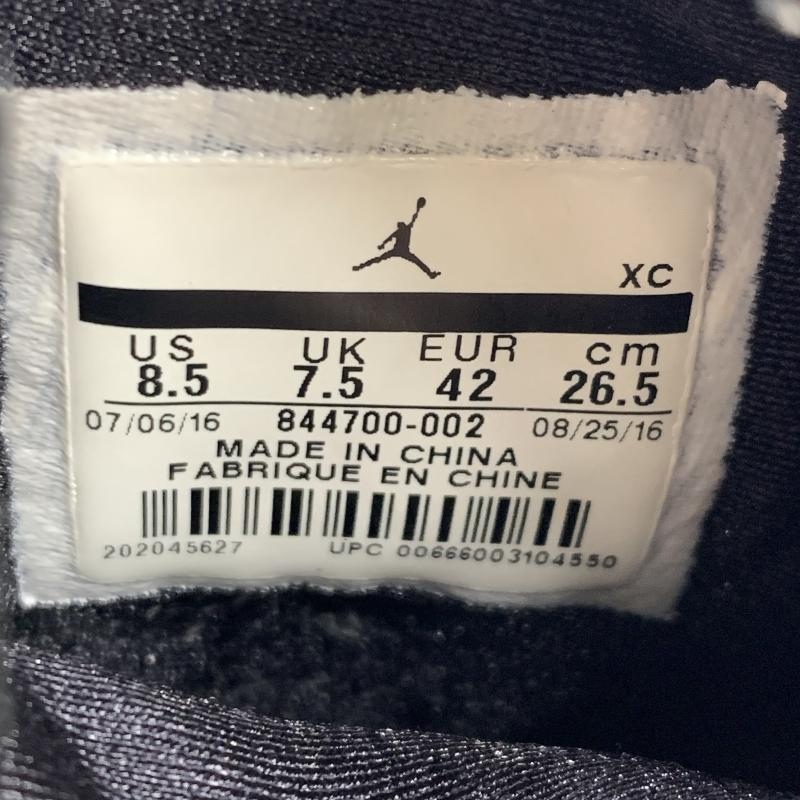 XC
US UK EUR cm
8.5 7.5 42 26.5
07/06/16 844700-002 08/25/16
MADE IN CHINA
FABRIQUE EN CHINE
202045627 UPC 00666003104550